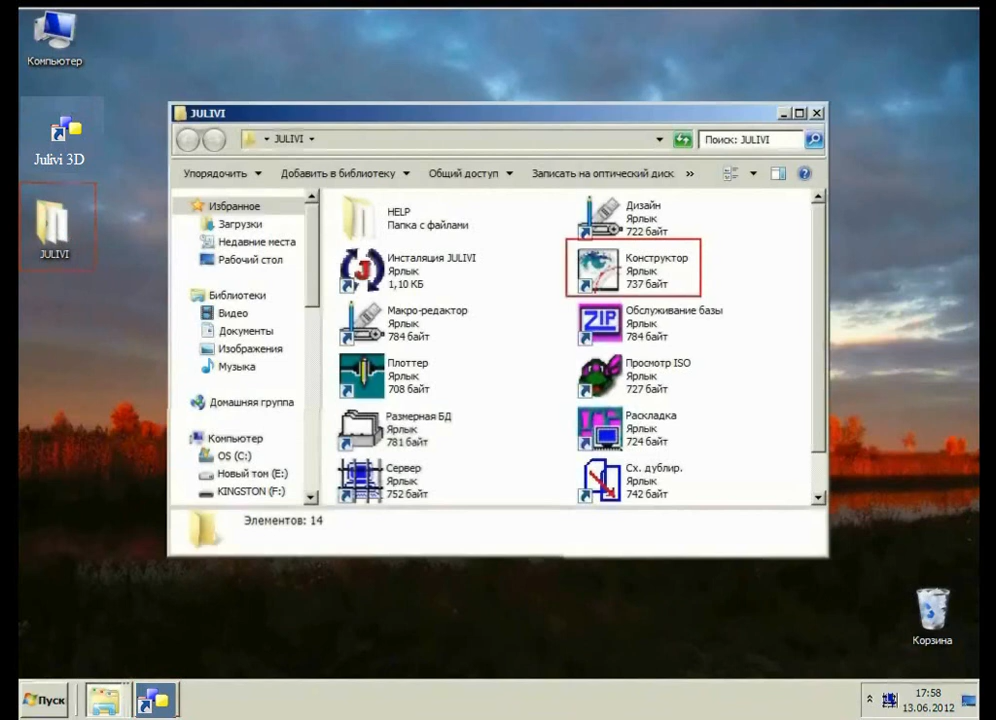 Компьютер
Julivi 3D
JULIVI
JULIVI
JULIVI
Поиск: JULIVI
Упорядочить
Добавить в библиотеку
Общий доступ
Записать на оптический диск
»
Избранное
Загрузки
Недавние места
Рабочий стол
Библиотеки
Видео
Документы
Изображения
Музыка
Домашняя группа
Компьютер
OS (C:)
Новый том (E:)
KINGSTON (F:)
HELP
Папка с файлами
Дизайн
Ярлык
722 байт
Инсталяция JULIVI
Ярлык
1,10 КБ
Конструктор
Ярлык
737 байт
Макро-редактор
Ярлык
784 байт
ZIP
Обслуживание базы
Ярлык
784 байт
Плоттер
Ярлык
708 байт
Просмотр ISO
Ярлык
727 байт
Размерная БД
Ярлык
781 байт
Раскладка
Ярлык
724 байт
Сервер
Ярлык
752 байт
Сх. дублир.
Ярлык
742 байт
Элементов: 14
Корзина
Пуск
17:58
13.06.2012